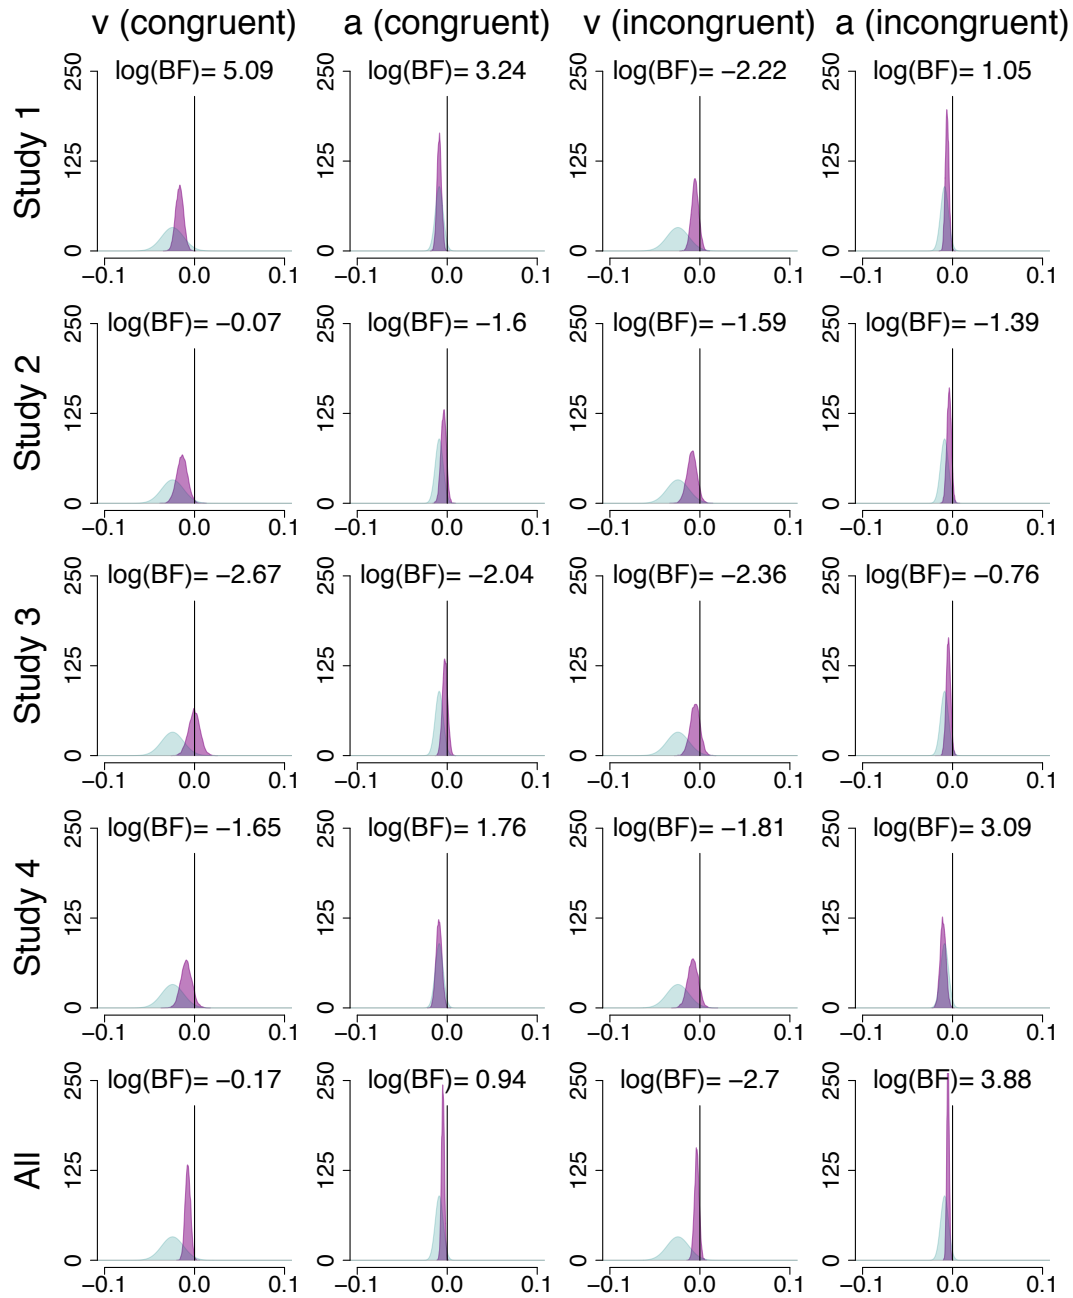 v (congruent) a (congruent) v (incongruent) a (incongruent)
Study 1
log(BF)= 5.09 log(BF)= 3.24 log(BF)= −2.22 log(BF)= 1.05
250 250 250 250
125 125 125 125
0 0 0 0
−0.1 0.0 0.1 −0.1 0.0 0.1 −0.1 0.0 0.1 −0.1 0.0 0.1
Study 2
log(BF)= −0.07 log(BF)= −1.6 log(BF)= −1.59 log(BF)= −1.39
250 250 250 250
125 125 125 125
0 0 0 0
−0.1 0.0 0.1 −0.1 0.0 0.1 −0.1 0.0 0.1 −0.1 0.0 0.1
Study 3
log(BF)= −2.67 log(BF)= −2.04 log(BF)= −2.36 log(BF)= −0.76
250 250 250 250
125 125 125 125
0 0 0 0
−0.1 0.0 0.1 −0.1 0.0 0.1 −0.1 0.0 0.1 −0.1 0.0 0.1
Study 4
log(BF)= −1.65 log(BF)= 1.76 log(BF)= −1.81 log(BF)= 3.09
250 250 250 250
125 125 125 125
0 0 0 0
−0.1 0.0 0.1 −0.1 0.0 0.1 −0.1 0.0 0.1 −0.1 0.0 0.1
All
log(BF)= −0.17 log(BF)= 0.94 log(BF)= −2.7 log(BF)= 3.88
250 250 250 250
125 125 125 125
0 0 0 0
−0.1 0.0 0.1 −0.1 0.0 0.1 −0.1 0.0 0.1 −0.1 0.0 0.1